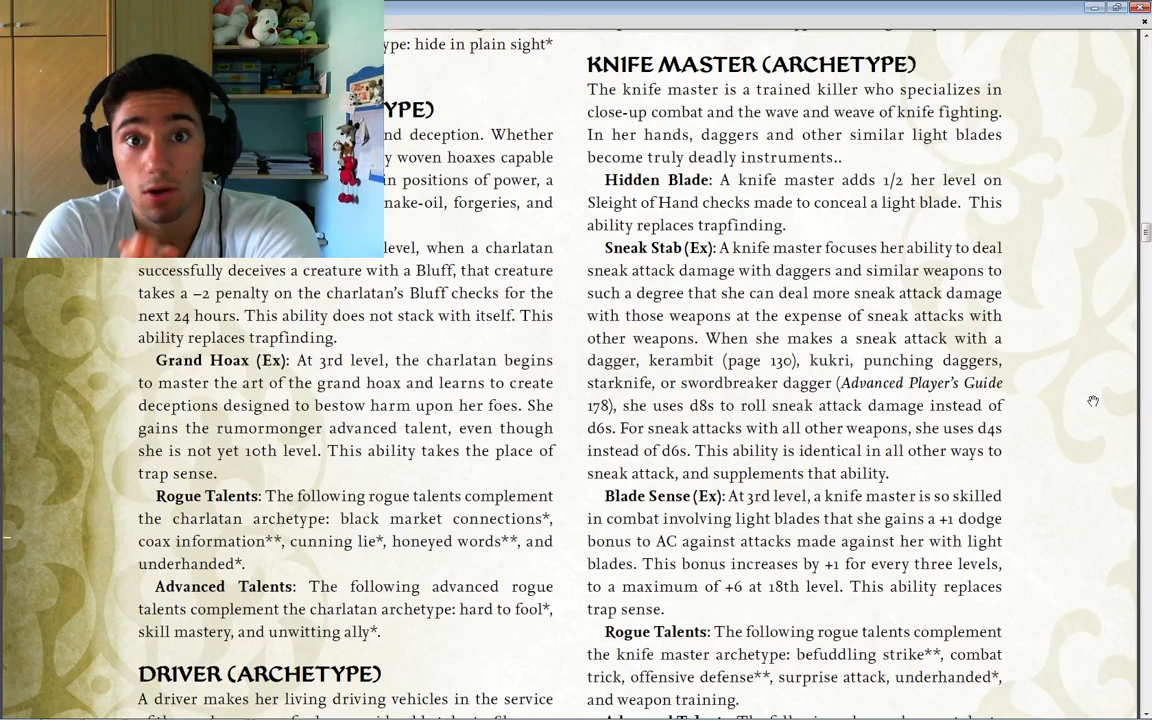 ype: hide in plain sight*
YPE)
nd deception. Whether
y woven hoaxes capable
in positions of power, a
nake-oil, forgeries, and
level, when a charlatan
successfully deceives a creature with a Bluff, that creature
takes a –2 penalty on the charlatan's Bluff checks for the
next 24 hours. This ability does not stack with itself. This
ability replaces trapfinding.
Grand Hoax (Ex): At 3rd level, the charlatan begins
to master the art of the grand hoax and learns to create
deceptions designed to bestow harm upon her foes. She
gains the rumormonger advanced talent, even though
she is not yet 10th level. This ability takes the place of
trap sense.
Rogue Talents: The following rogue talents complement
the charlatan archetype: black market connections*,
coax information**, cunning lie*, honeyed words**, and
underhanded*.
Advanced Talents: The following advanced rogue
talents complement the charlatan archetype: hard to fool*,
skill mastery, and unwitting ally*.
DRIVER (ARCHETYPE)
A driver makes her living driving vehicles in the service
KNIFE MASTER (ARCHETYPE)
The knife master is a trained killer who specializes in
close-up combat and the wave and weave of knife fighting.
In her hands, daggers and other similar light blades
become truly deadly instruments..
Hidden Blade: A knife master adds 1/2 her level on
Sleight of Hand checks made to conceal a light blade. This
ability replaces trapfinding.
Sneak Stab (Ex): A knife master focuses her ability to deal
sneak attack damage with daggers and similar weapons to
such a degree that she can deal more sneak attack damage
with those weapons at the expense of sneak attacks with
other weapons. When she makes a sneak attack with a
dagger, kerambit (page 130), kukri, punching daggers,
starknife, or swordbreaker dagger (Advanced Player's Guide
178), she uses d8s to roll sneak attack damage instead of
d6s. For sneak attacks with all other weapons, she uses d4s
instead of d6s. This ability is identical in all other ways to
sneak attack, and supplements that ability.
Blade Sense (Ex): At 3rd level, a knife master is so skilled
in combat involving light blades that she gains a +1 dodge
bonus to AC against attacks made against her with light
blades. This bonus increases by +1 for every three levels,
to a maximum of +6 at 18th level. This ability replaces
trap sense.
Rogue Talents: The following rogue talents complement
the knife master archetype: befuddling strike**, combat
trick, offensive defense**, surprise attack, underhanded*,
and weapon training.